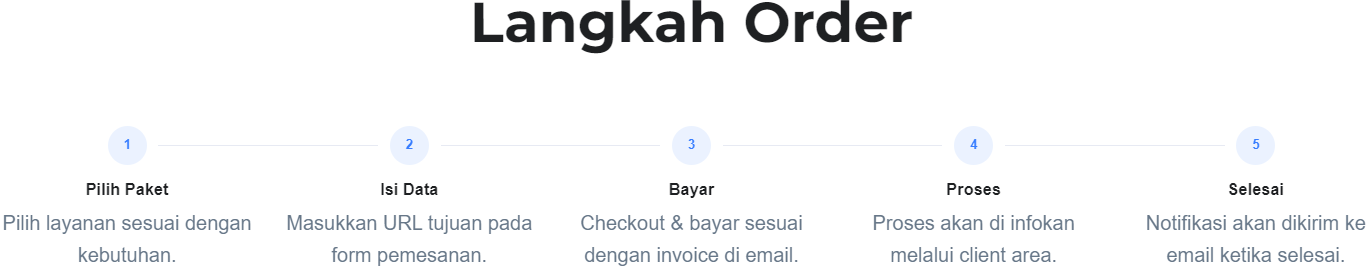 Langkah Order
1
2
3
4
5
Pilih Paket
Isi Data
Bayar
Proses
Selesai
Pilih layanan sesuai dengan
kebutuhan.
Masukkan URL tujuan pada
form pemesanan.
Checkout & bayar sesuai
dengan invoice di email.
Proses akan di infokan
melalui client area.
Notifikasi akan dikirim ke
email ketika selesai.